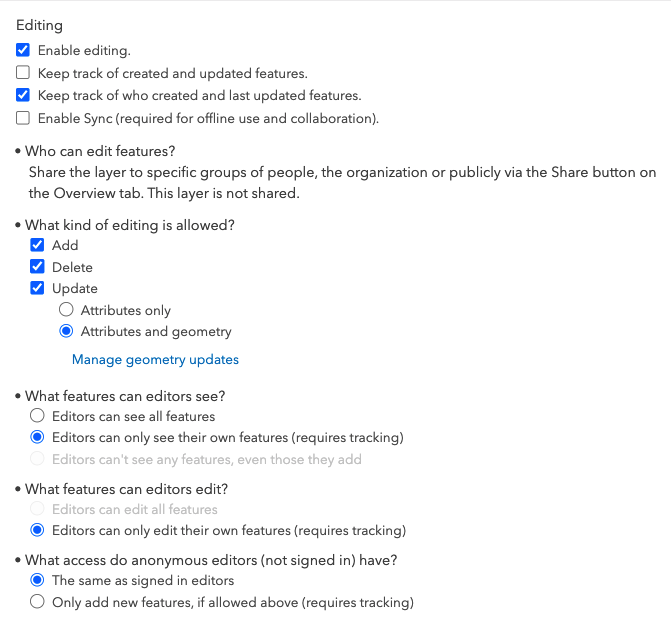 Editing
Enable editing.
Keep track of created and updated features.
Keep track of who created and last updated features.
Enable Sync (required for offline use and collaboration).
• Who can edit features?
Share the layer to specific groups of people, the organization or publicly via the Share button on
the Overview tab. This layer is not shared.
• What kind of editing is allowed?
Add
Delete
Update
Attributes only
Attributes and geometry
Manage geometry updates
• What features can editors see?
Editors can see all features
Editors can only see their own features (requires tracking)
Editors can't see any features, even those they add
• What features can editors edit?
Editors can edit all features
Editors can only edit their own features (requires tracking)
• What access do anonymous editors (not signed in) have?
The same as signed in editors
Only add new features, if allowed above (requires tracking)